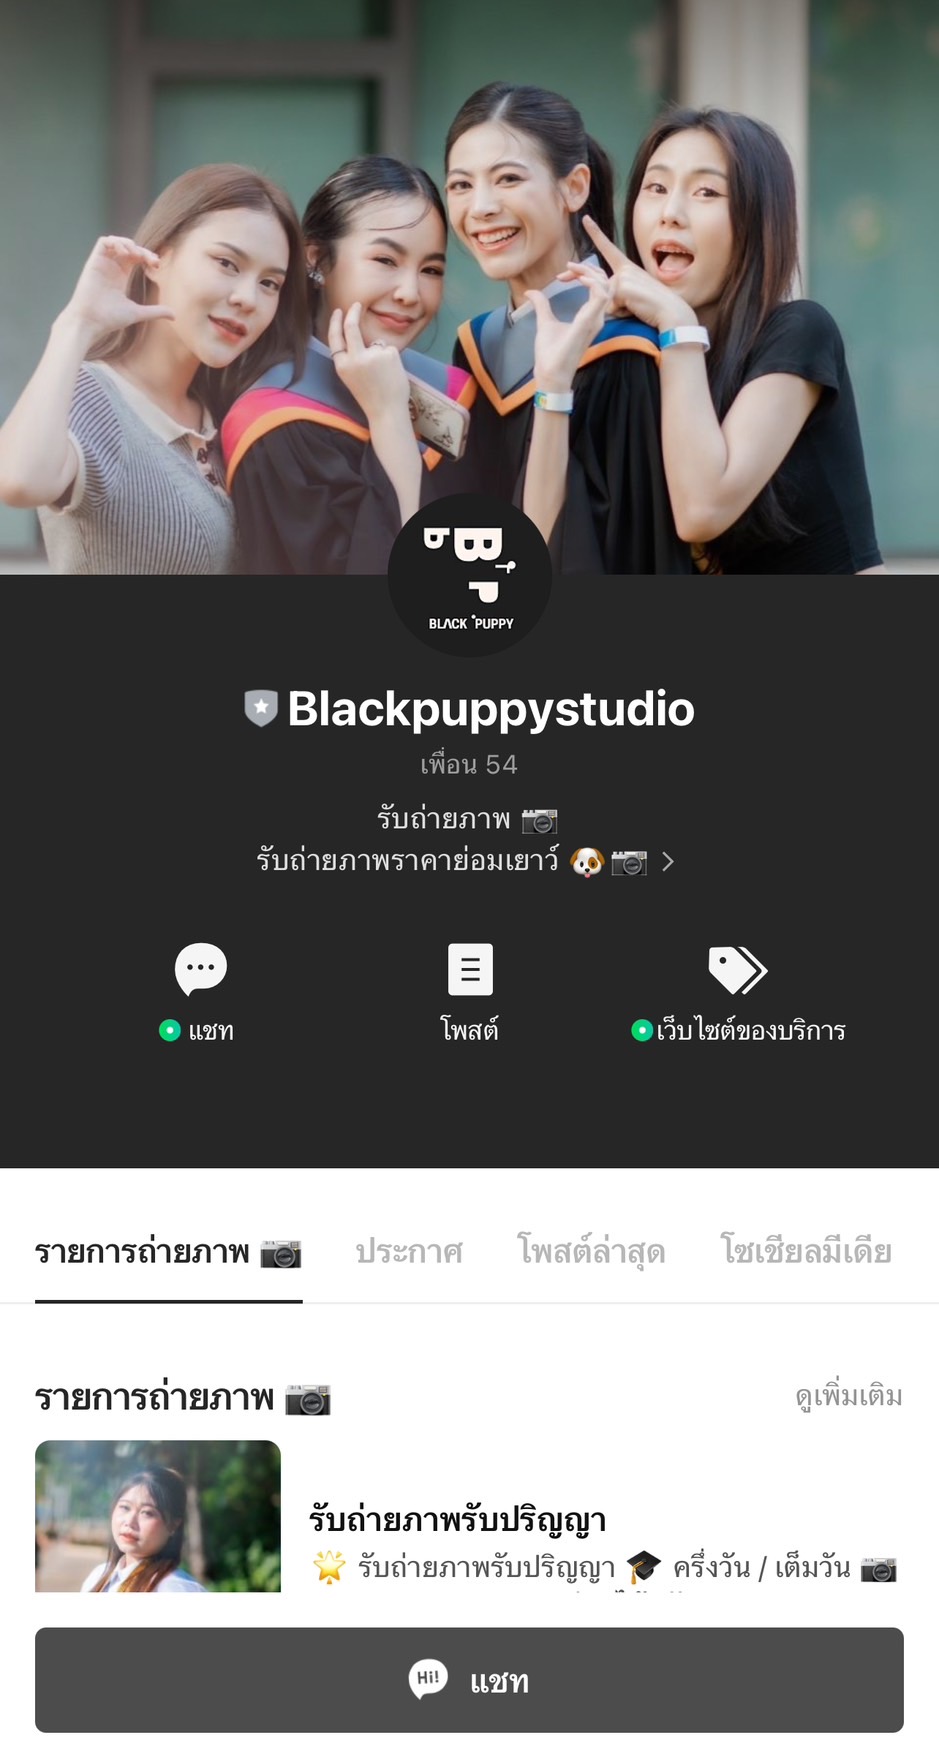 BLACK PUPPY
Blackpuppystudio
เพื่อน 54
รับถ่ายภาพ 📷
รับถ่ายภาพราคาย่อมเยาว์ 🐶📷 >
แชท
โพสต์
เว็บไซต์ของบริการ
รายการถ่ายภาพ 📷
ประกาศ
โพสต์ล่าสุด
โซเชียลมีเดีย
รายการถ่ายภาพ 📷
ดูเพิ่มเติม
รับถ่ายภาพรับปริญญา
🌟 รับถ่ายภาพรับปริญญา 🎓 ครึ่งวัน / เต็มวัน 📷
Hi! แชท